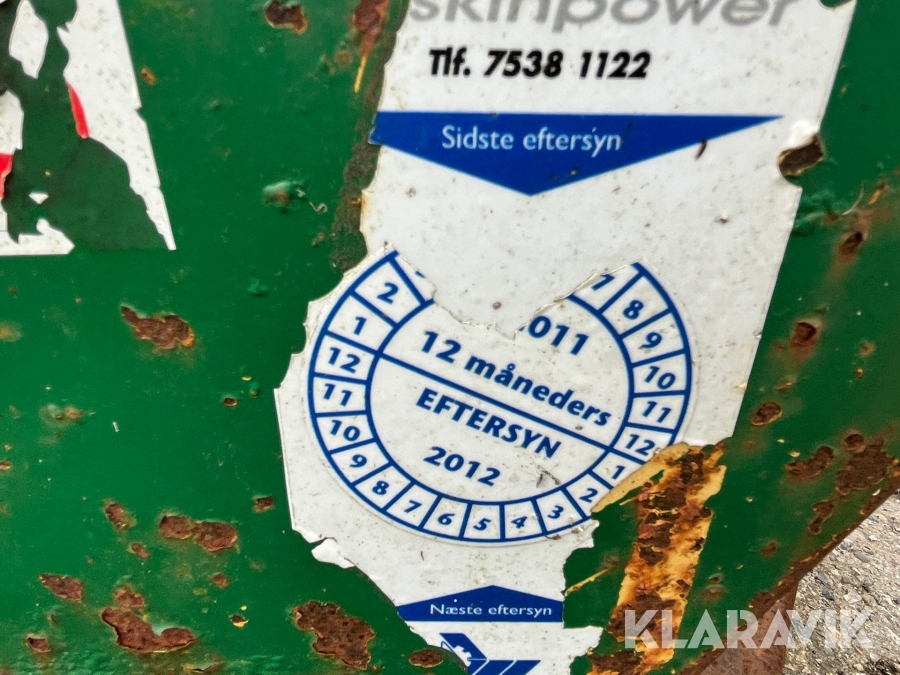 skinpower
Tlf. 7538 1122
Sidste eftersyn
2 7 8
1 9
12 10
11 11
10 12
9 8 7 6 5 4 3 2 1
011
12 måneders
EFTERSYN
2012
Næste eftersyn
KLARAVIK